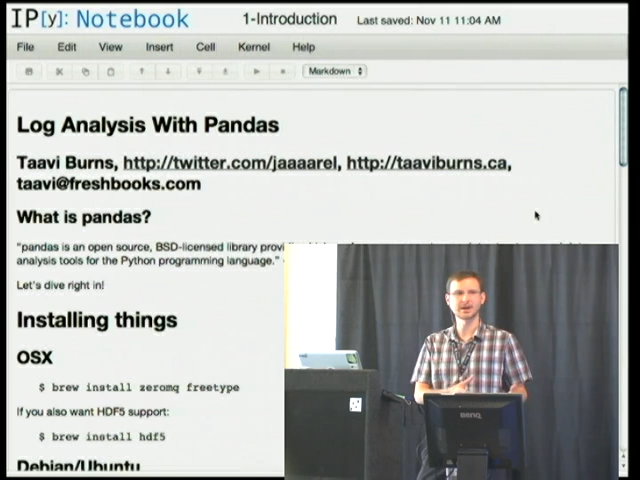 IP[y]: Notebook
1-Introduction
Last saved: Nov 11 11:04 AM
File Edit View Insert Cell Kernel Help
Markdown
Log Analysis With Pandas
Taavi Burns, http://twitter.com/jaaaarel, http://taaviburns.ca,
taavi@freshbooks.com
What is pandas?
"pandas is an open source, BSD-licensed library
analysis tools for the Python programming language."
Let's dive right in!
Installing things
OSX
$ brew install zeromq freetype
If you also want HDF5 support:
$ brew install hdf5
Debian/Ubuntu
BENQ